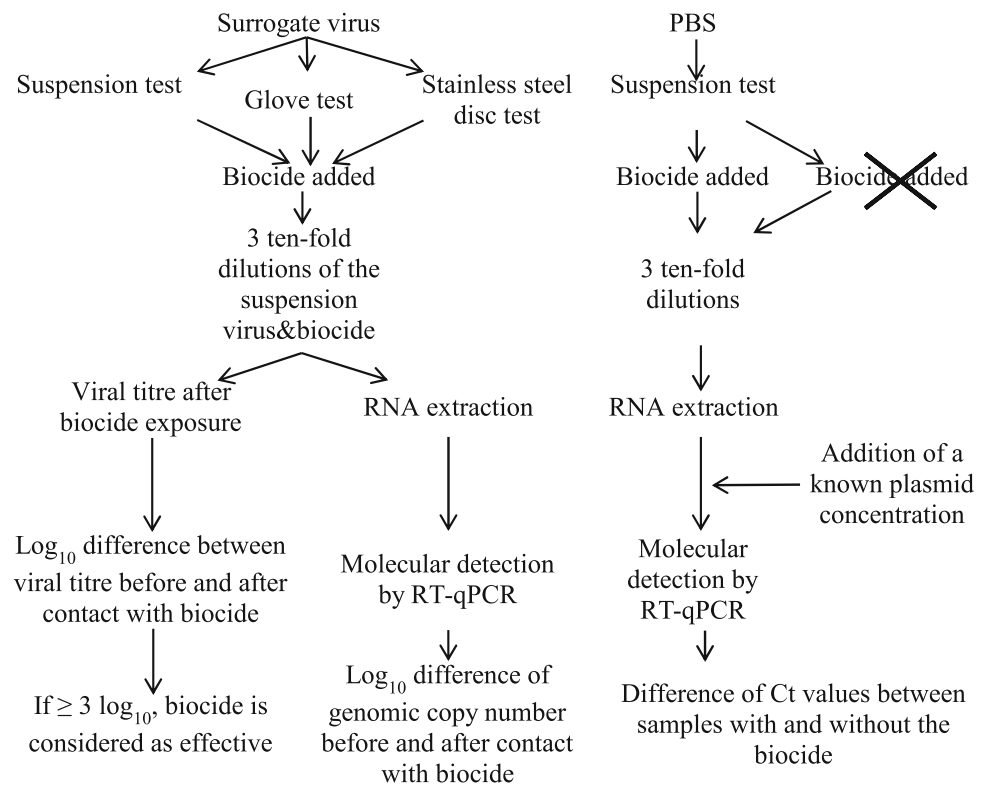 Surrogate virus
Suspension test
Glove test
Stainless steel
disc test
Biocide added
3 ten-fold
dilutions of the
suspension
virus&biocide
Viral titre after
biocide exposure
RNA extraction
Log10 difference between
viral titre before and after
contact with biocide
Molecular detection
by RT-qPCR
If ≥ 3 log10, biocide is
considered as effective
Log10 difference of
genomic copy number
before and after contact
with biocide
PBS
Suspension test
Biocide added
Biocide added
3 ten-fold
dilutions
RNA extraction
Addition of a
known plasmid
concentration
Molecular
detection by
RT-qPCR
Difference of Ct values between
samples with and without the
biocide